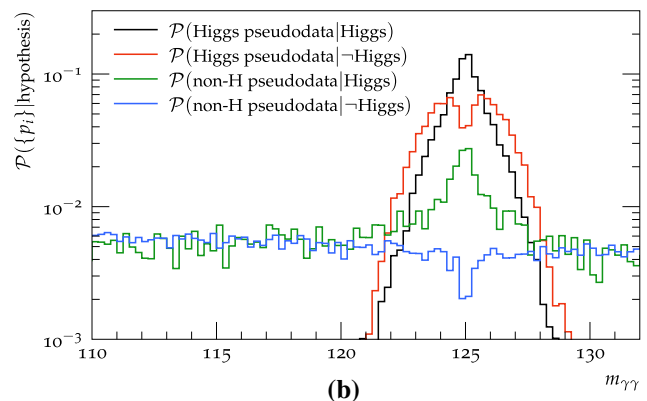 𝒫(Higgs pseudodata|Higgs)
𝒫(Higgs pseudodata|¬Higgs)
𝒫(non-H pseudodata|Higgs)
𝒫(non-H pseudodata|¬Higgs)
𝒫({pᵢ}|hypothesis)
10⁻¹
10⁻²
10⁻³
110 115 120 125 130
m_γγ
(b)